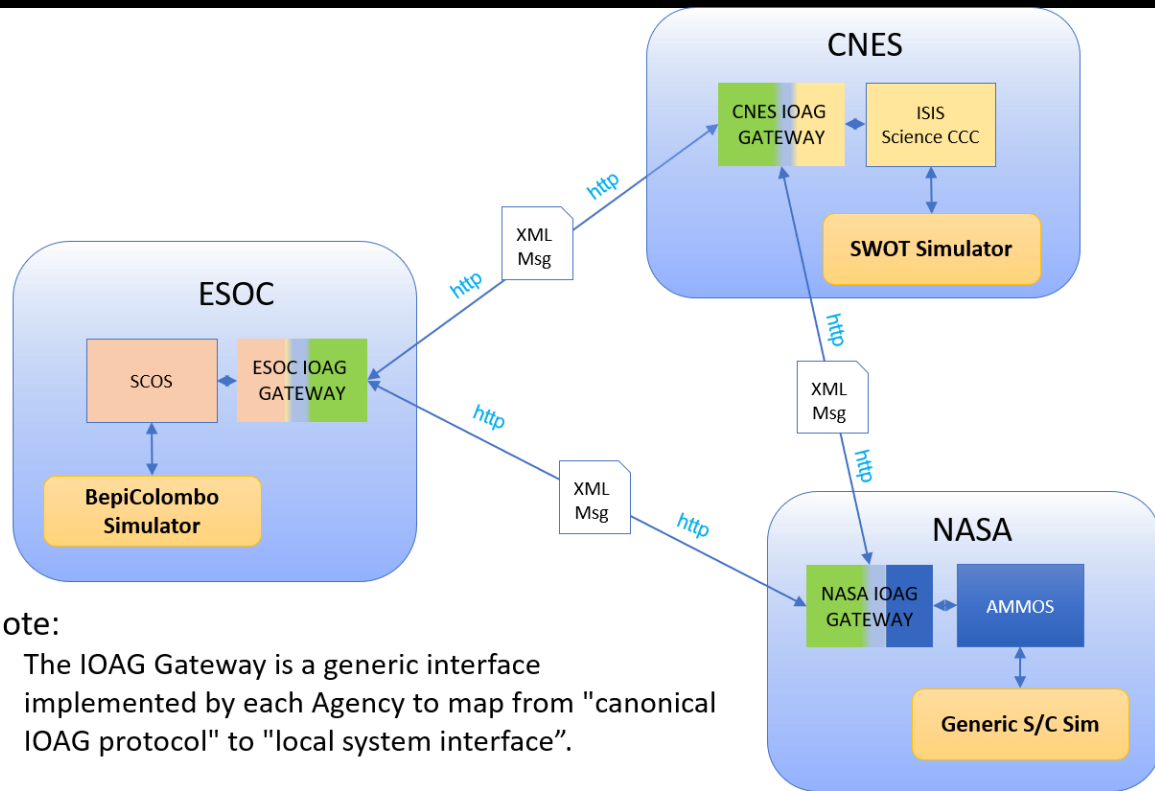 CNES
CNES IOAG
GATEWAY
ISIS
Science CCC
http
SWOT Simulator
XML
Msg
http
ESOC
http
SCOS
ESOC IOAG
GATEWAY
XML
Msg
http
http
BepiColombo
Simulator
XML
Msg
http
NASA
NASA IOAG
GATEWAY
AMMOS
Generic S/C Sim
ote:
The IOAG Gateway is a generic interface
implemented by each Agency to map from "canonical
IOAG protocol" to "local system interface”.